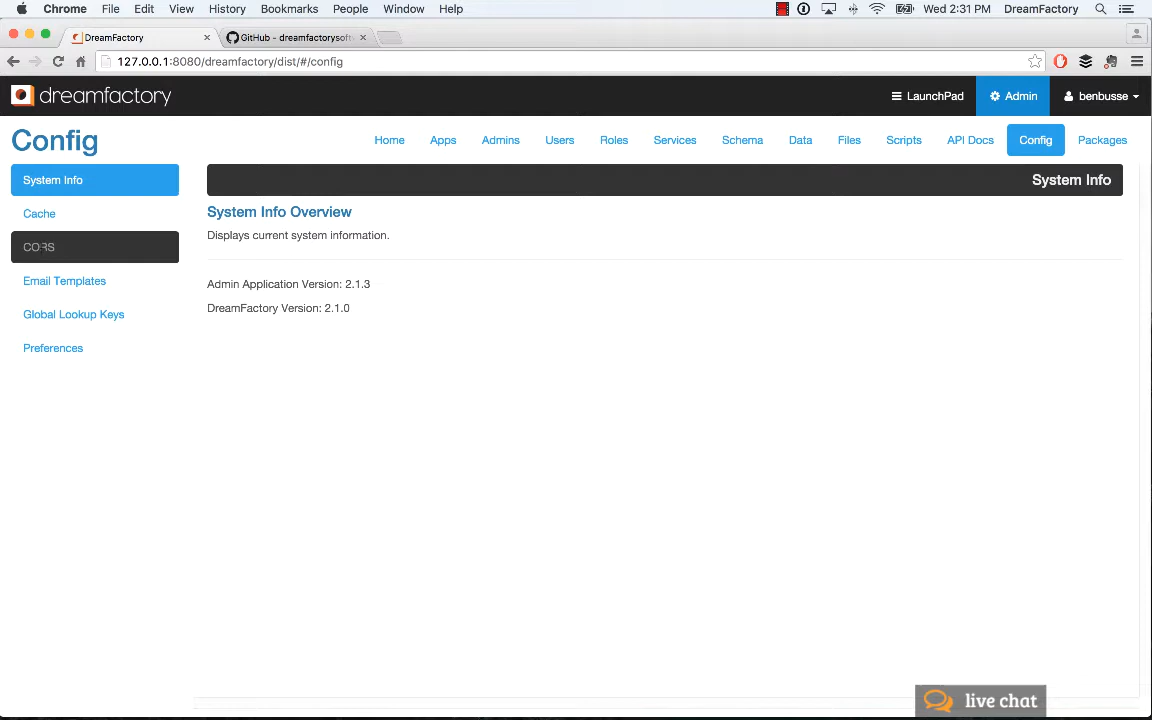 Chrome File Edit View History Bookmarks People Window Help Wed 2:31 PM DreamFactory
DreamFactory GitHub - dreamfactorysoft
127.0.0.1:8080/dreamfactory/dist/#/config
dreamfactory LaunchPad Admin benbusse
Config Home Apps Admins Users Roles Services Schema Data Files Scripts API Docs Config Packages
System Info
System Info
Cache
System Info Overview
Displays current system information.
CORS
Email Templates
Admin Application Version: 2.1.3
DreamFactory Version: 2.1.0
Global Lookup Keys
Preferences
live chat